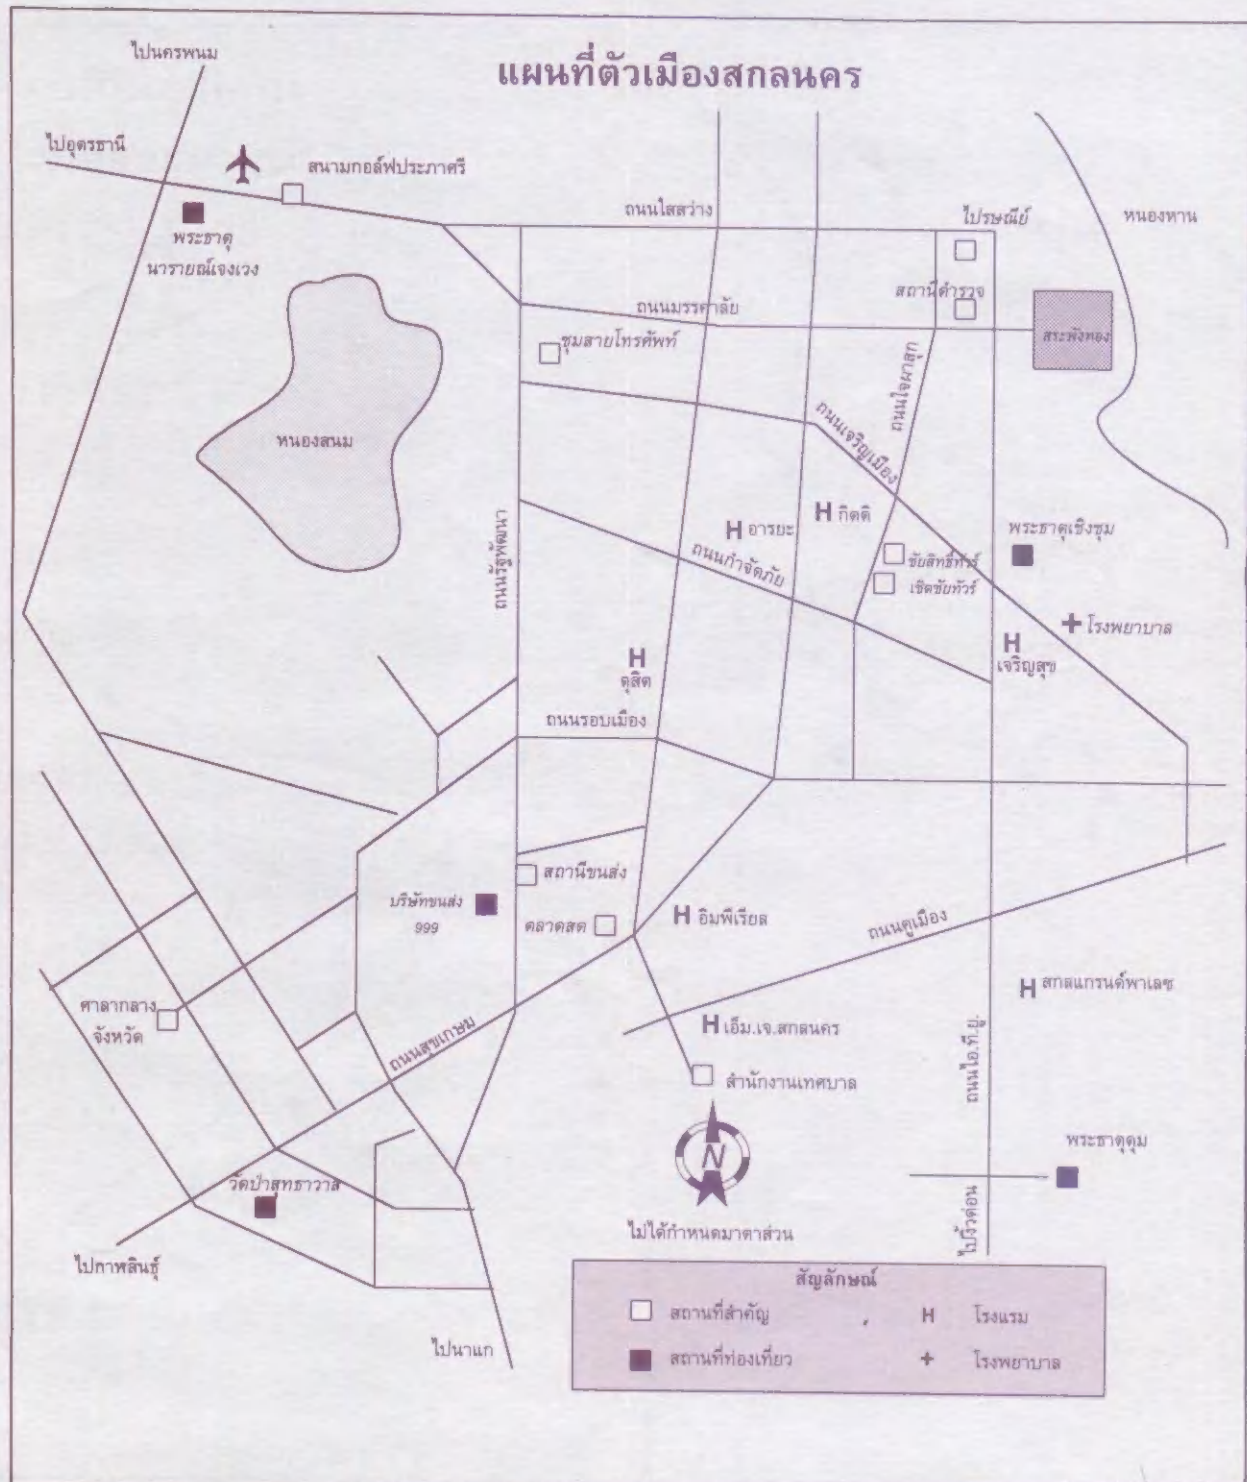 แผนที่ตัวเมืองสกลนคร
ไปนครพนม
ไปอุดรธานี
สนามกอล์ฟประภาศรี
พระธาตุ
นารายณ์เจงเวง
ถนนใสสว่าง
ไปรษณีย์
หนองหาน
สถานีตำรวจ
ถนนมรรคาลัย
สระพังทอง
ชุมสายโทรศัพท์
ถนนใจผาสุก
ถนนเจริญเมือง
หนองสนม
H กิตติ
H อารยะ
พระธาตุเชิงชุม
ถนนรัฐพัฒนา
ถนนกำจัดภัย
ชัยสิทธิ์ทัวร์
เชิดชัยทัวร์
โรงพยาบาล
H
เจริญสุข
H
ดุสิต
ถนนรอบเมือง
สถานีขนส่ง
บริษัทขนส่ง
999
ตลาดสด
H อิมพีเรียล
ถนนคูเมือง
H สกลแกรนด์พาเลซ
ศาลากลาง
จังหวัด
ถนนสุขเกษม
H เอ็ม.เจ.สกลนคร
ถนนไอ.ที.ยู.
สำนักงานเทศบาล
N
พระธาตุดุม
วัดป่าสุทธาวาส
ไม่ได้กำหนดมาตาส่วน
ไปงิ้วด่อน
ไปกาฬสินธุ์
ไปนาแก
สัญลักษณ์
สถานที่สำคัญ
H โรงแรม
สถานที่ท่องเที่ยว
โรงพยาบาล